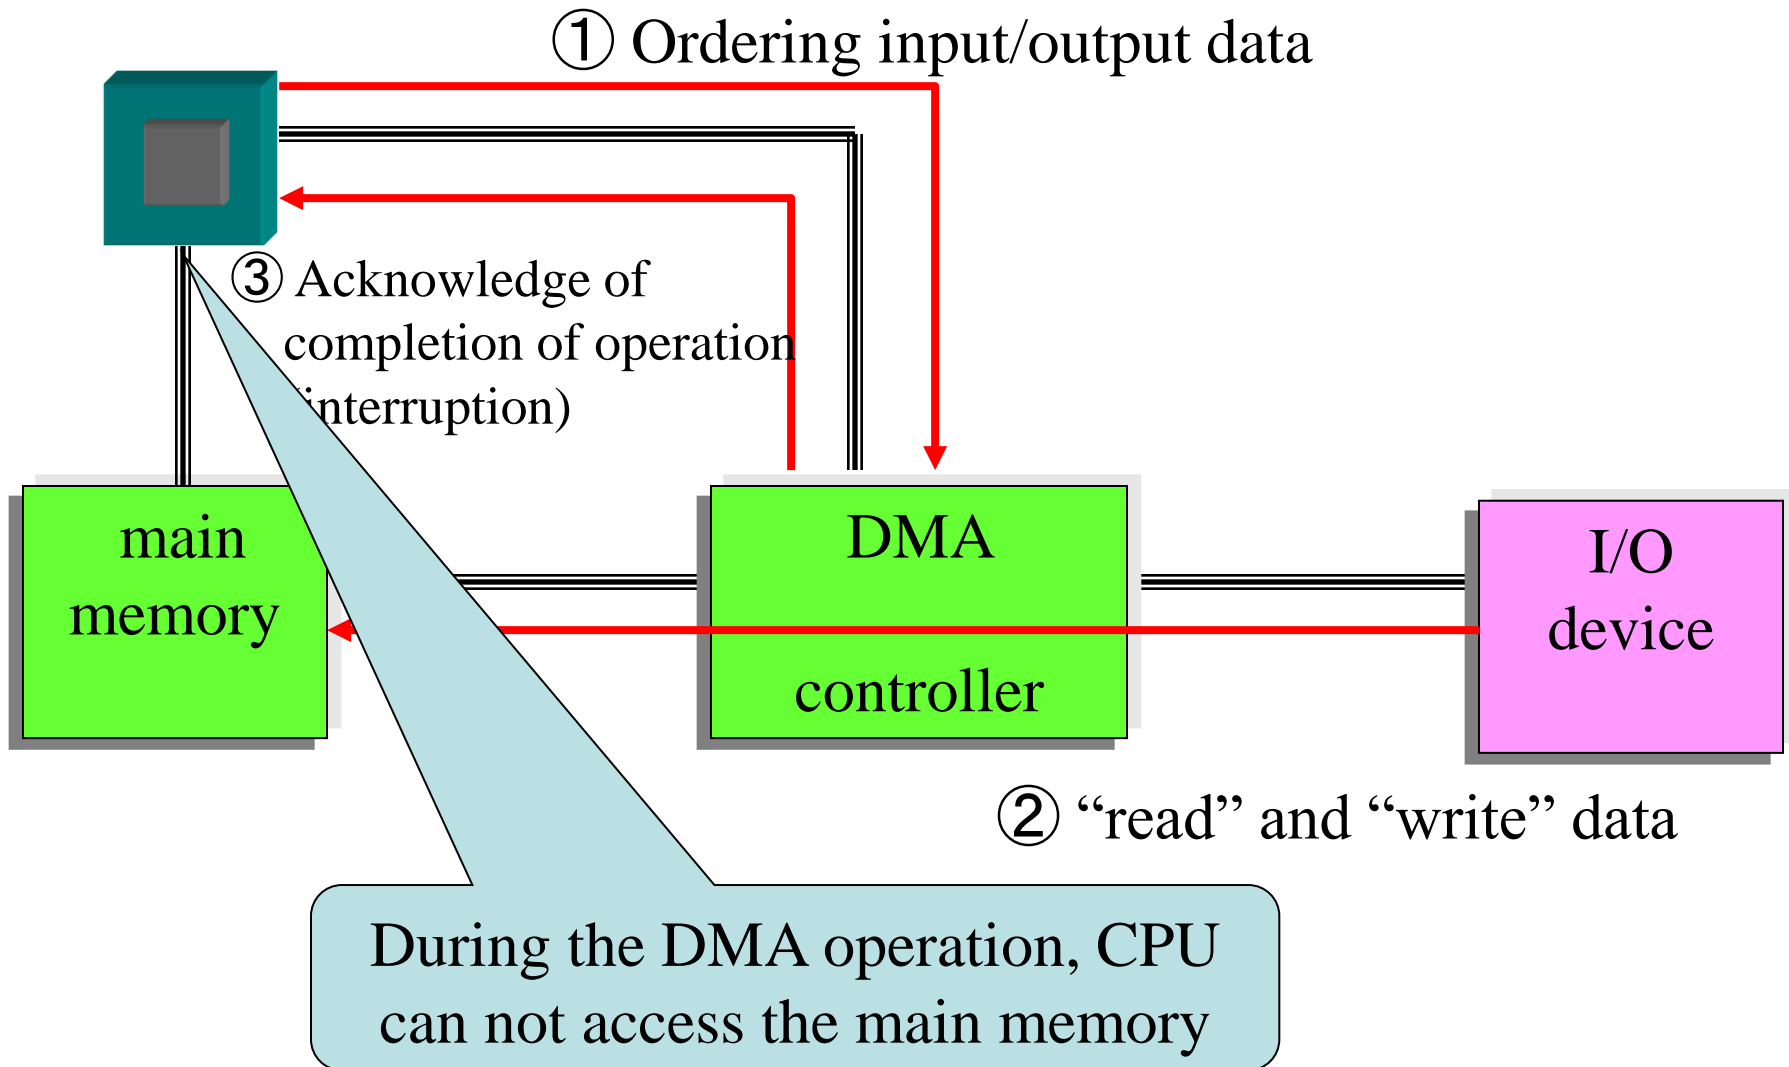 ① Ordering input/output data
③ Acknowledge of
completion of operation
interruption)
main
memory
DMA
controller
I/O
device
② “read” and “write” data
During the DMA operation, CPU
can not access the main memory